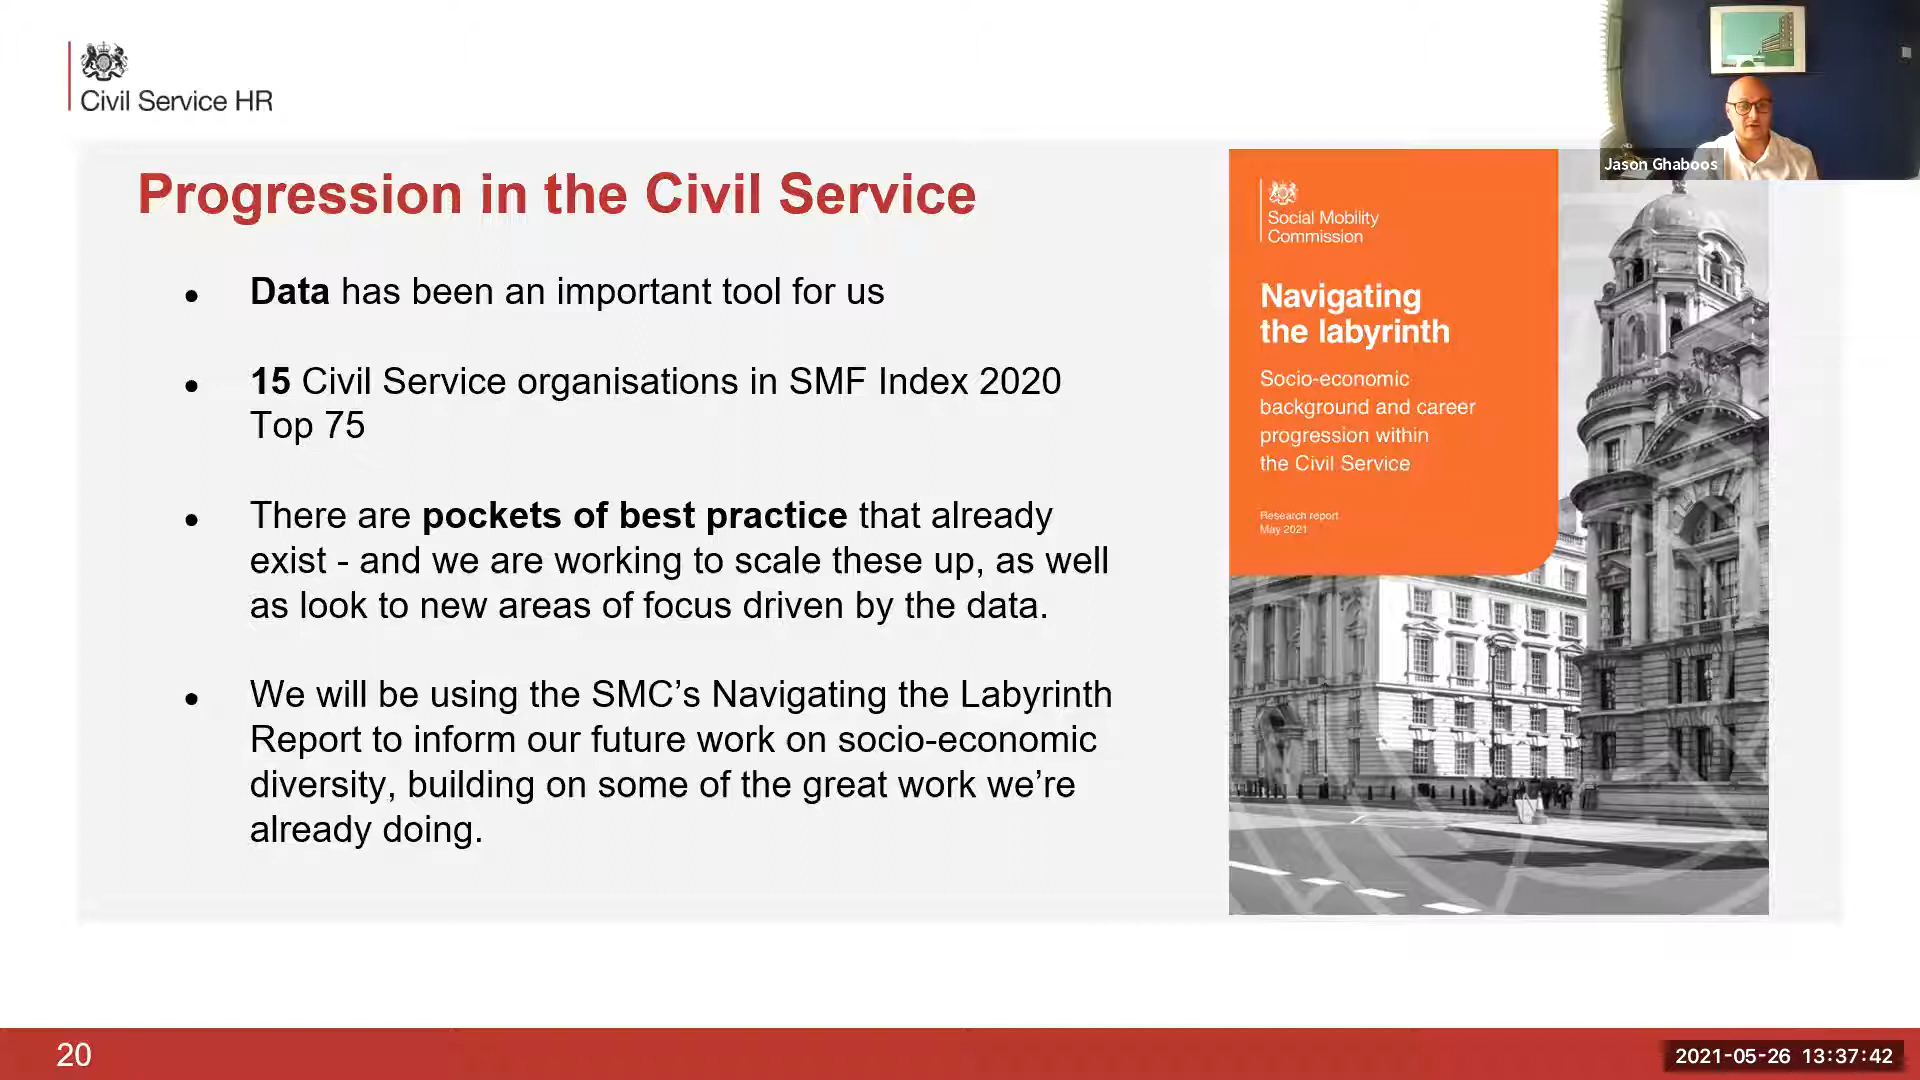 Civil Service HR
Jason Ghaboos
Progression in the Civil Service
● Data has been an important tool for us
● 15 Civil Service organisations in SMF Index 2020
Top 75
● There are pockets of best practice that already
exist - and we are working to scale these up, as well
as look to new areas of focus driven by the data.
● We will be using the SMC’s Navigating the Labyrinth
Report to inform our future work on socio-economic
diversity, building on some of the great work we’re
already doing.
Social Mobility
Commission
Navigating
the labyrinth
Socio-economic
background and career
progression within
the Civil Service
Research report
May 2021
20
2021-05-26 13:37:42